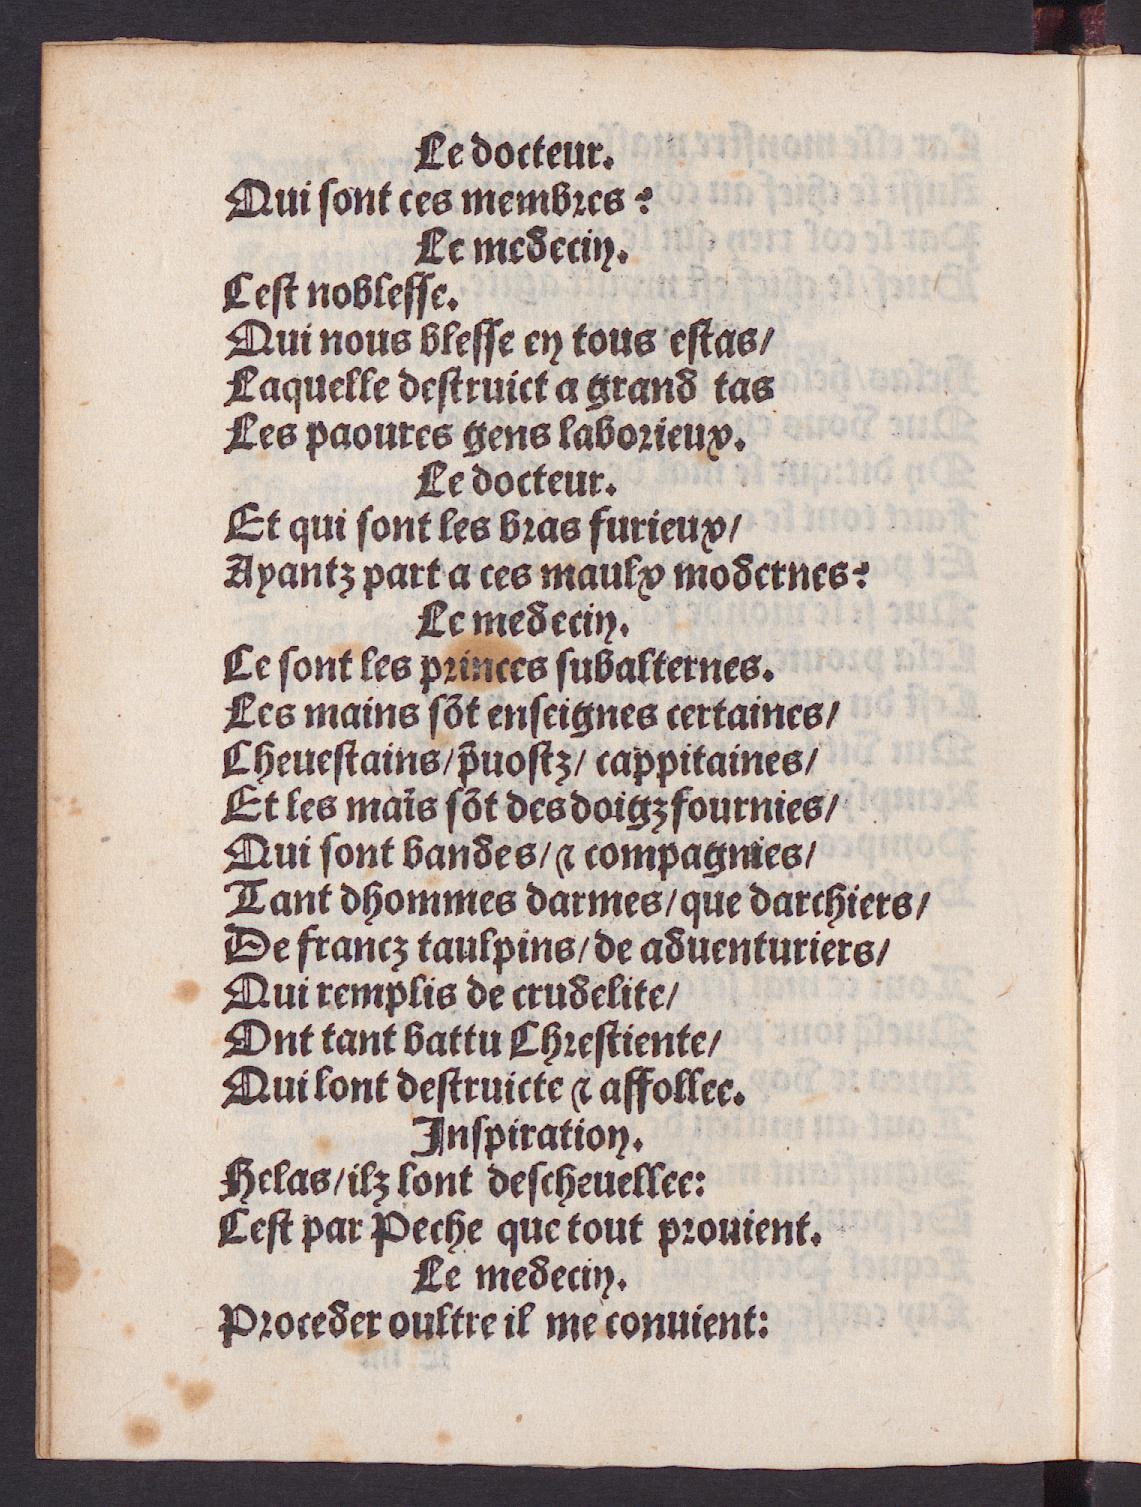 Le docteur.
Qui sont ces membres?
Le medecin.
Cest noblesse.
Qui nous blesse en tous estas/
Laquelle destruict a grand tas
Les paoures gens laborieux.
Le docteur.
Et qui sont les bras furieux/
Ayantz part a ces maulx modernes?
Le medecin.
Ce sont les princes subalternes.
Les mains sõt enseignes certaines/
Cheuestains/p̄uostz/ cappitaines/
Et les maīs sõt des doigz fournies/
Qui sont bandes/⁊ compagnies/
Tant dhommes darmes/que darchiers/
De francz taulpins/de aduenturiers/
Qui remplis de crudelite/
Ont tant battu Chrestiente/
Qui lont destruicte ⁊ affollee.
Inspiration.
Helas/ilz lont descheuellee:
Cest par Peche que tout prouient.
Le medecin.
Proceder oultre il me conuient: